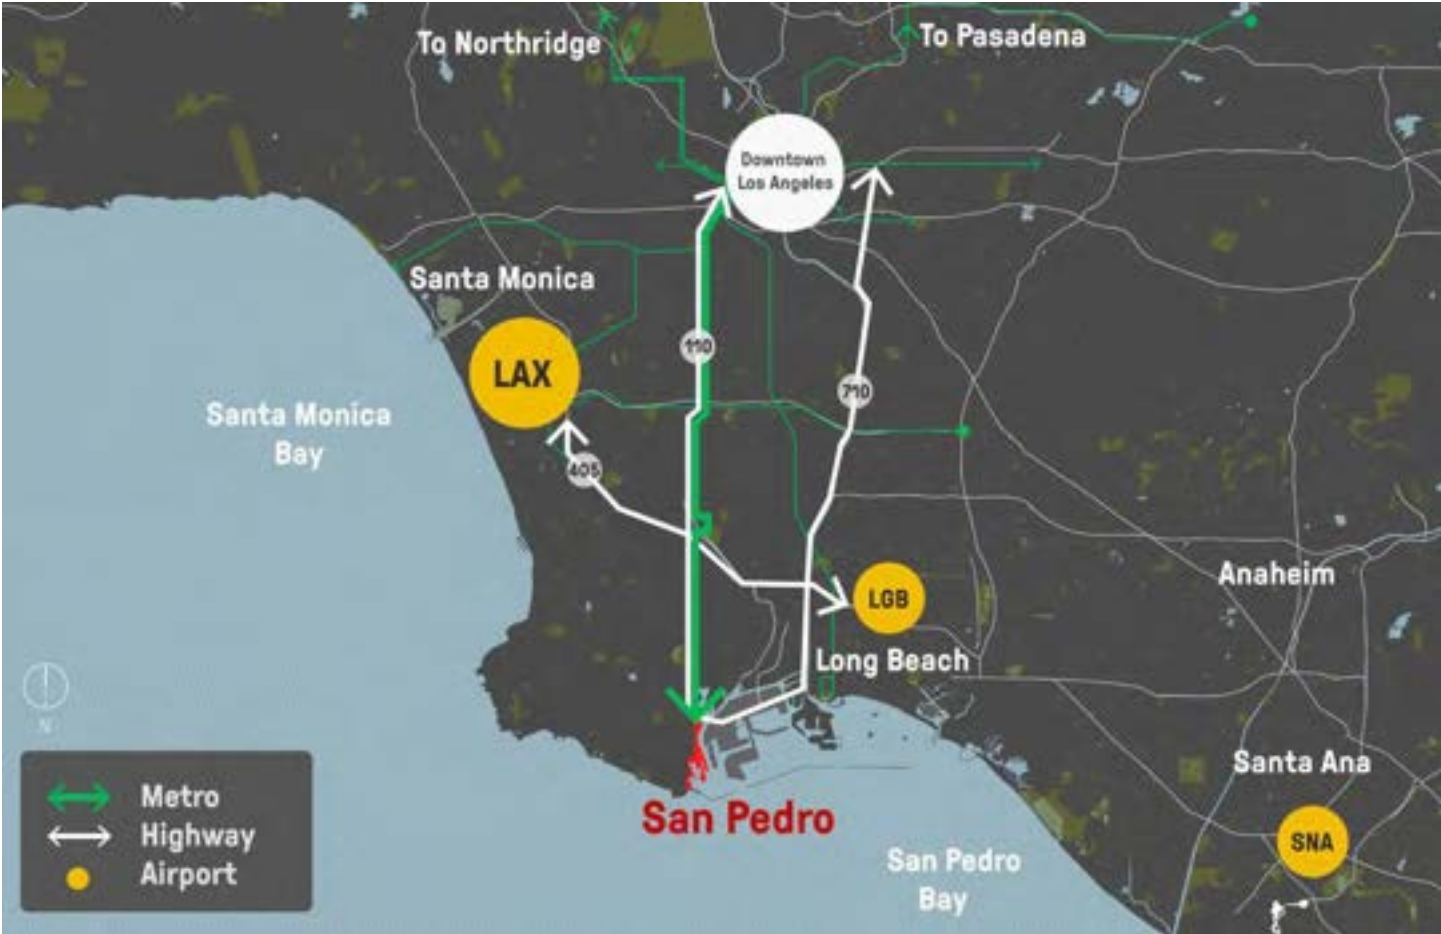 To Northridge
To Pasadena
Downtown
Los Angeles
Santa Monica
LAX
110
710
Santa Monica
Bay
405
Anaheim
LGB
Long Beach
N
Santa Ana
Metro
Highway
Airport
San Pedro
SNA
San Pedro
Bay